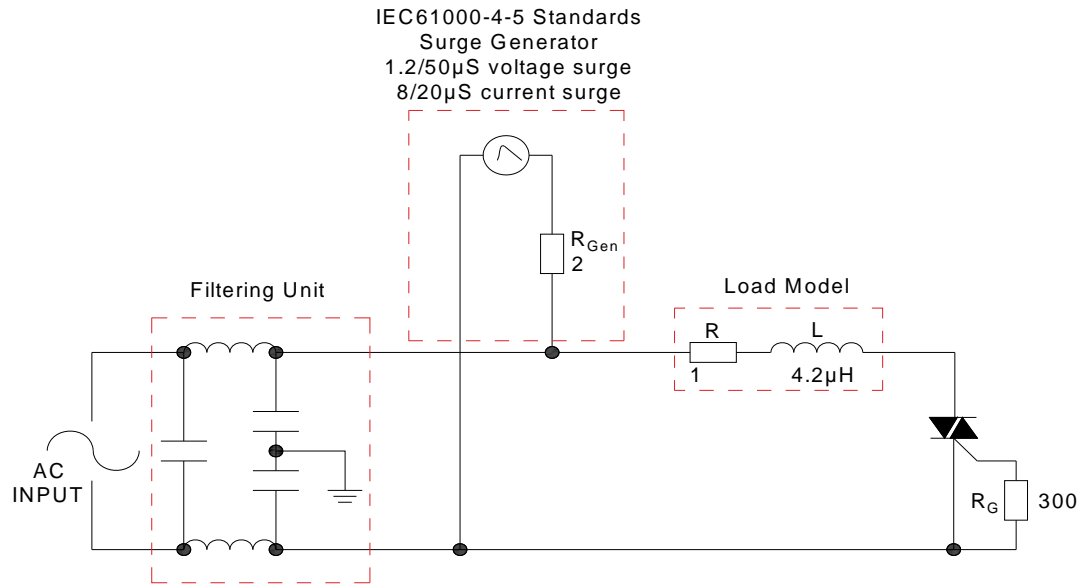 IEC61000-4-5 Standards
Surge Generator
1.2/50µS voltage surge
8/20µS current surge
RGen
2
Filtering Unit
Load Model
R
L
1
4.2µH
AC
INPUT
RG
300